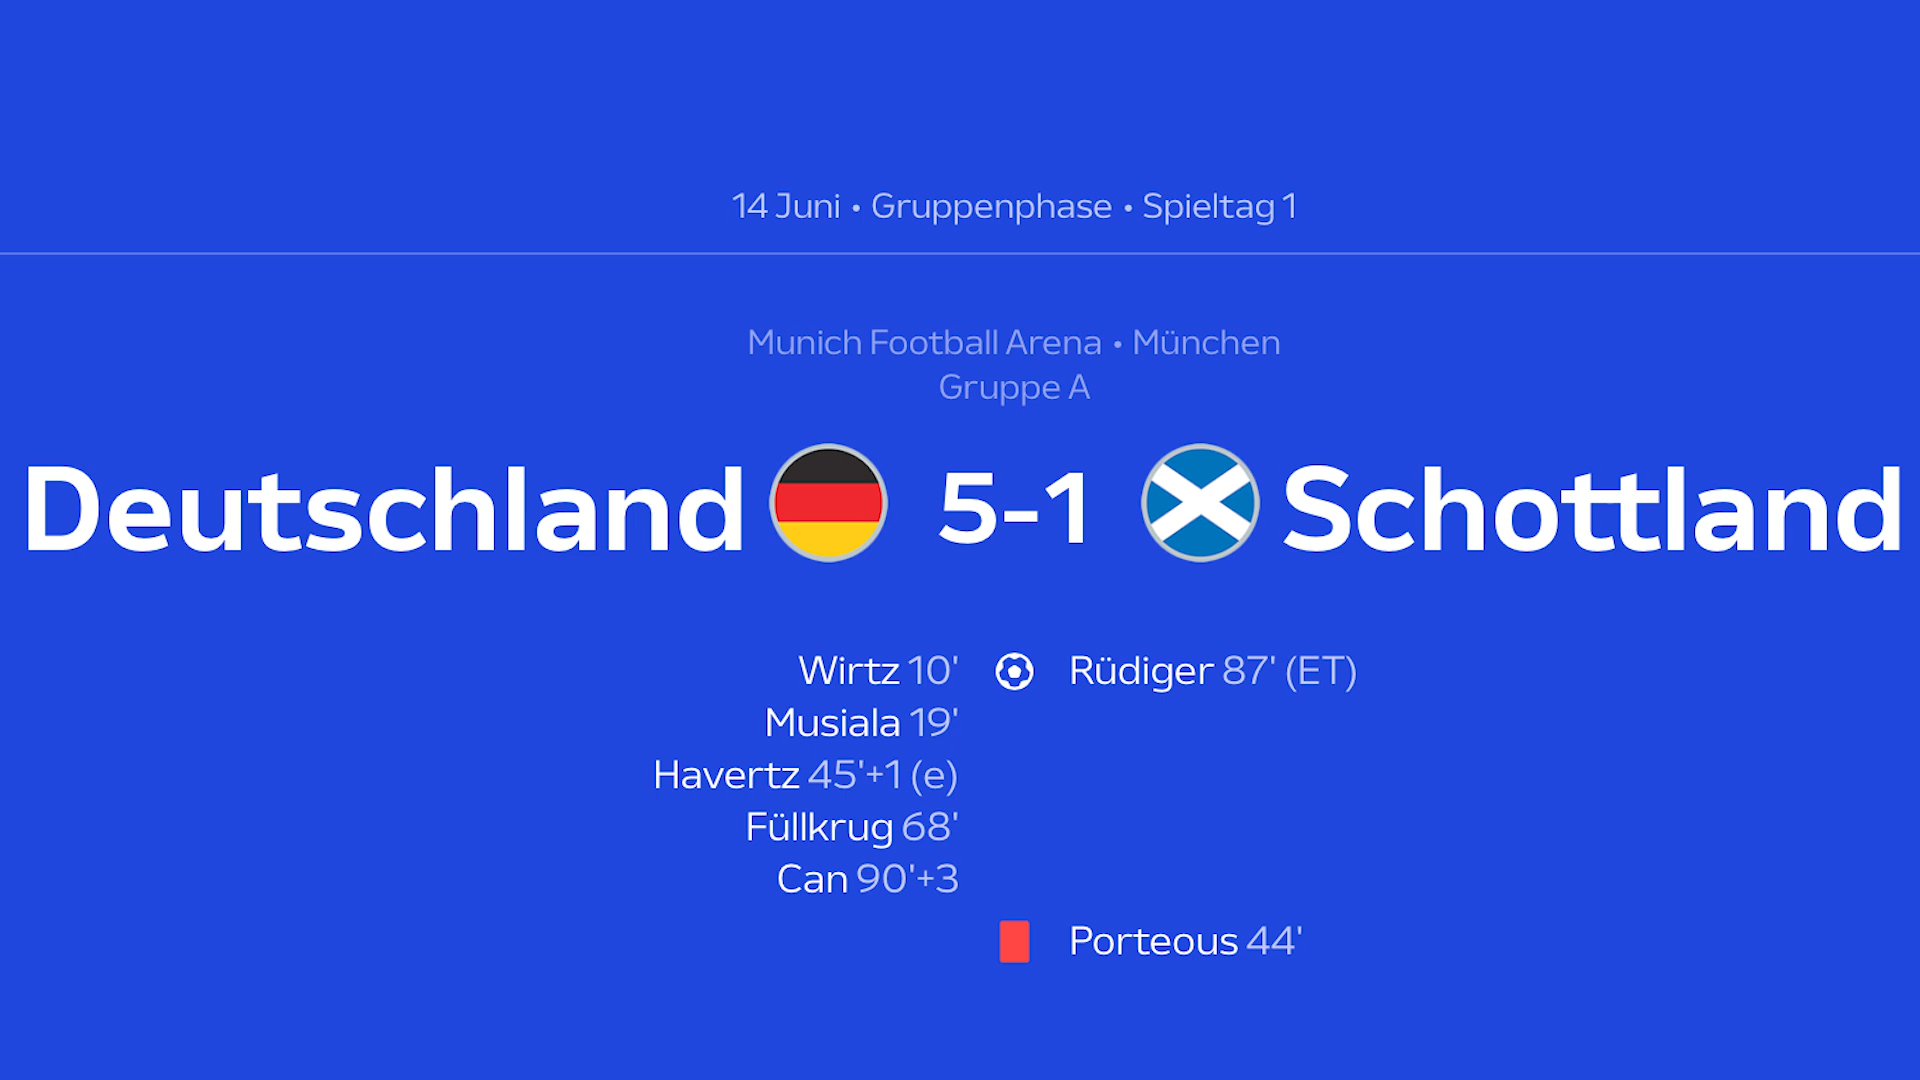 14 Juni • Gruppenphase • Spieltag 1
Munich Football Arena • München
Gruppe A
Deutschland 5-1 Schottland
Wirtz 10' Rüdiger 87' (ET)
Musiala 19'
Havertz 45'+1 (e)
Füllkrug 68'
Can 90'+3
Porteous 44'